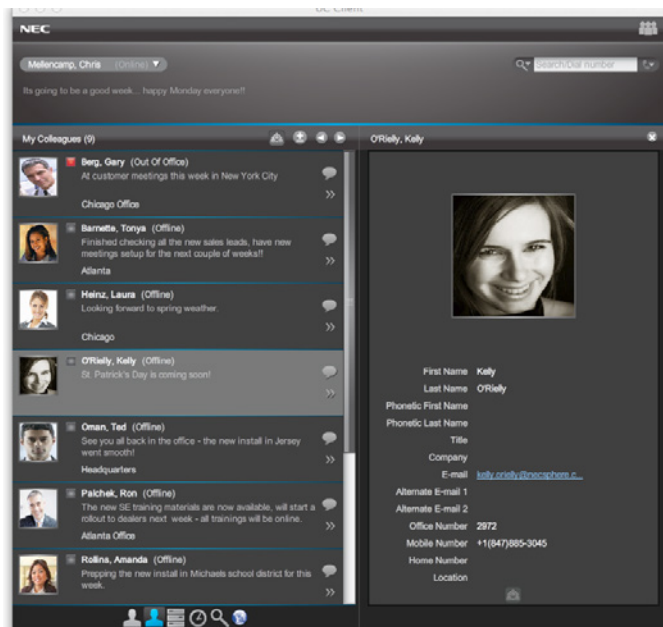 UC Client
NEC
Mellencamp, Chris (Online)
Search/Dial number
Its going to be a good week... happy Monday everyone!!
My Colleagues (9)
Berg, Gary (Out Of Office)
At customer meetings this week in New York City
Chicago Office
Barnette, Tonya (Offline)
Finished checking all the new sales leads, have new
meetings setup for the next couple of weeks!!
Atlanta
Heinz, Laura (Offline)
Looking forward to spring weather.
Chicago
O'Rielly, Kelly (Offline)
St. Patrick's Day is coming soon!
Oman, Ted (Offline)
See you all back in the office - the new install in Jersey
went smooth!
Headquarters
Palchek, Ron (Offline)
The new SE training materials are now available, will start a
rollout to dealers next week - all trainings will be online.
Atlanta Office
Rollins, Amanda (Offline)
Prepping the new install in Michaels school district for this
week.
O'Rielly, Kelly
First Name Kelly
Last Name O'Rielly
Phonetic First Name
Phonetic Last Name
Title
Company
E-mail kelly.orielly@necsphere.c...
Alternate E-mail 1
Alternate E-mail 2
Office Number 2972
Mobile Number +1(847)885-3045
Home Number
Location